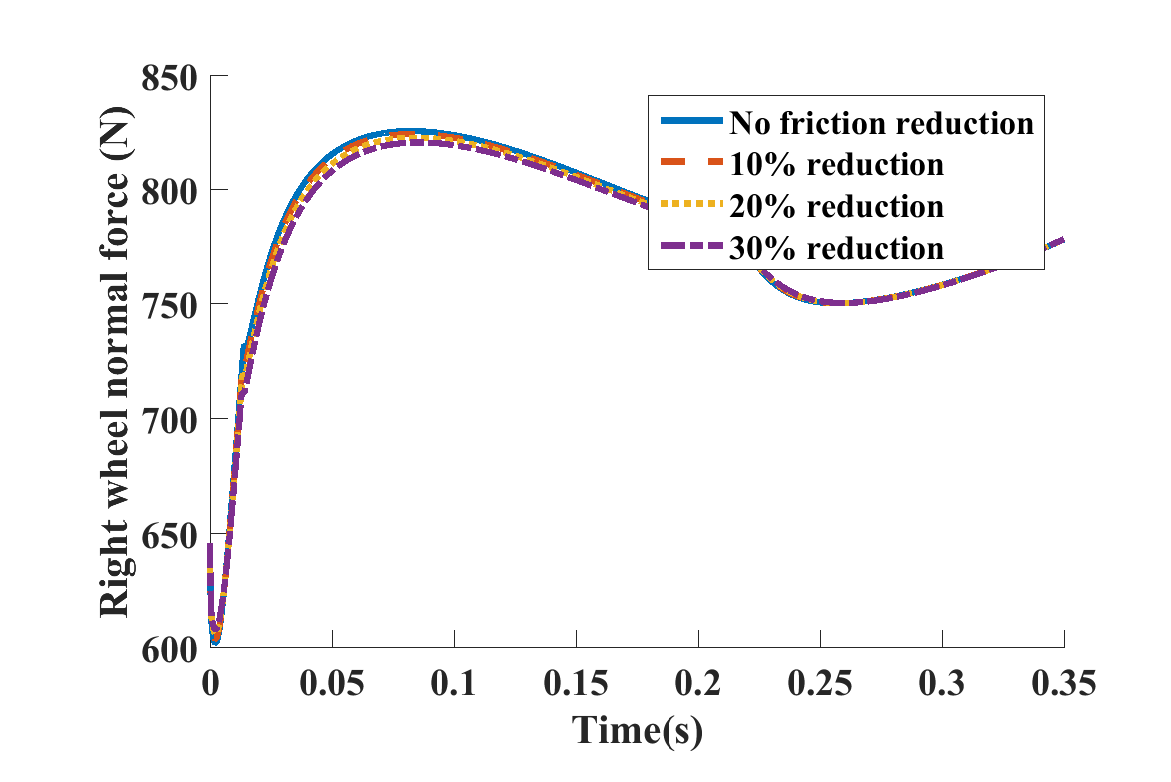 Right wheel normal force (N)
850
800
750
700
650
600
0
0.05
0.1
0.15
0.2
0.25
0.3
0.35
Time(s)
No friction reduction
10% reduction
20% reduction
30% reduction